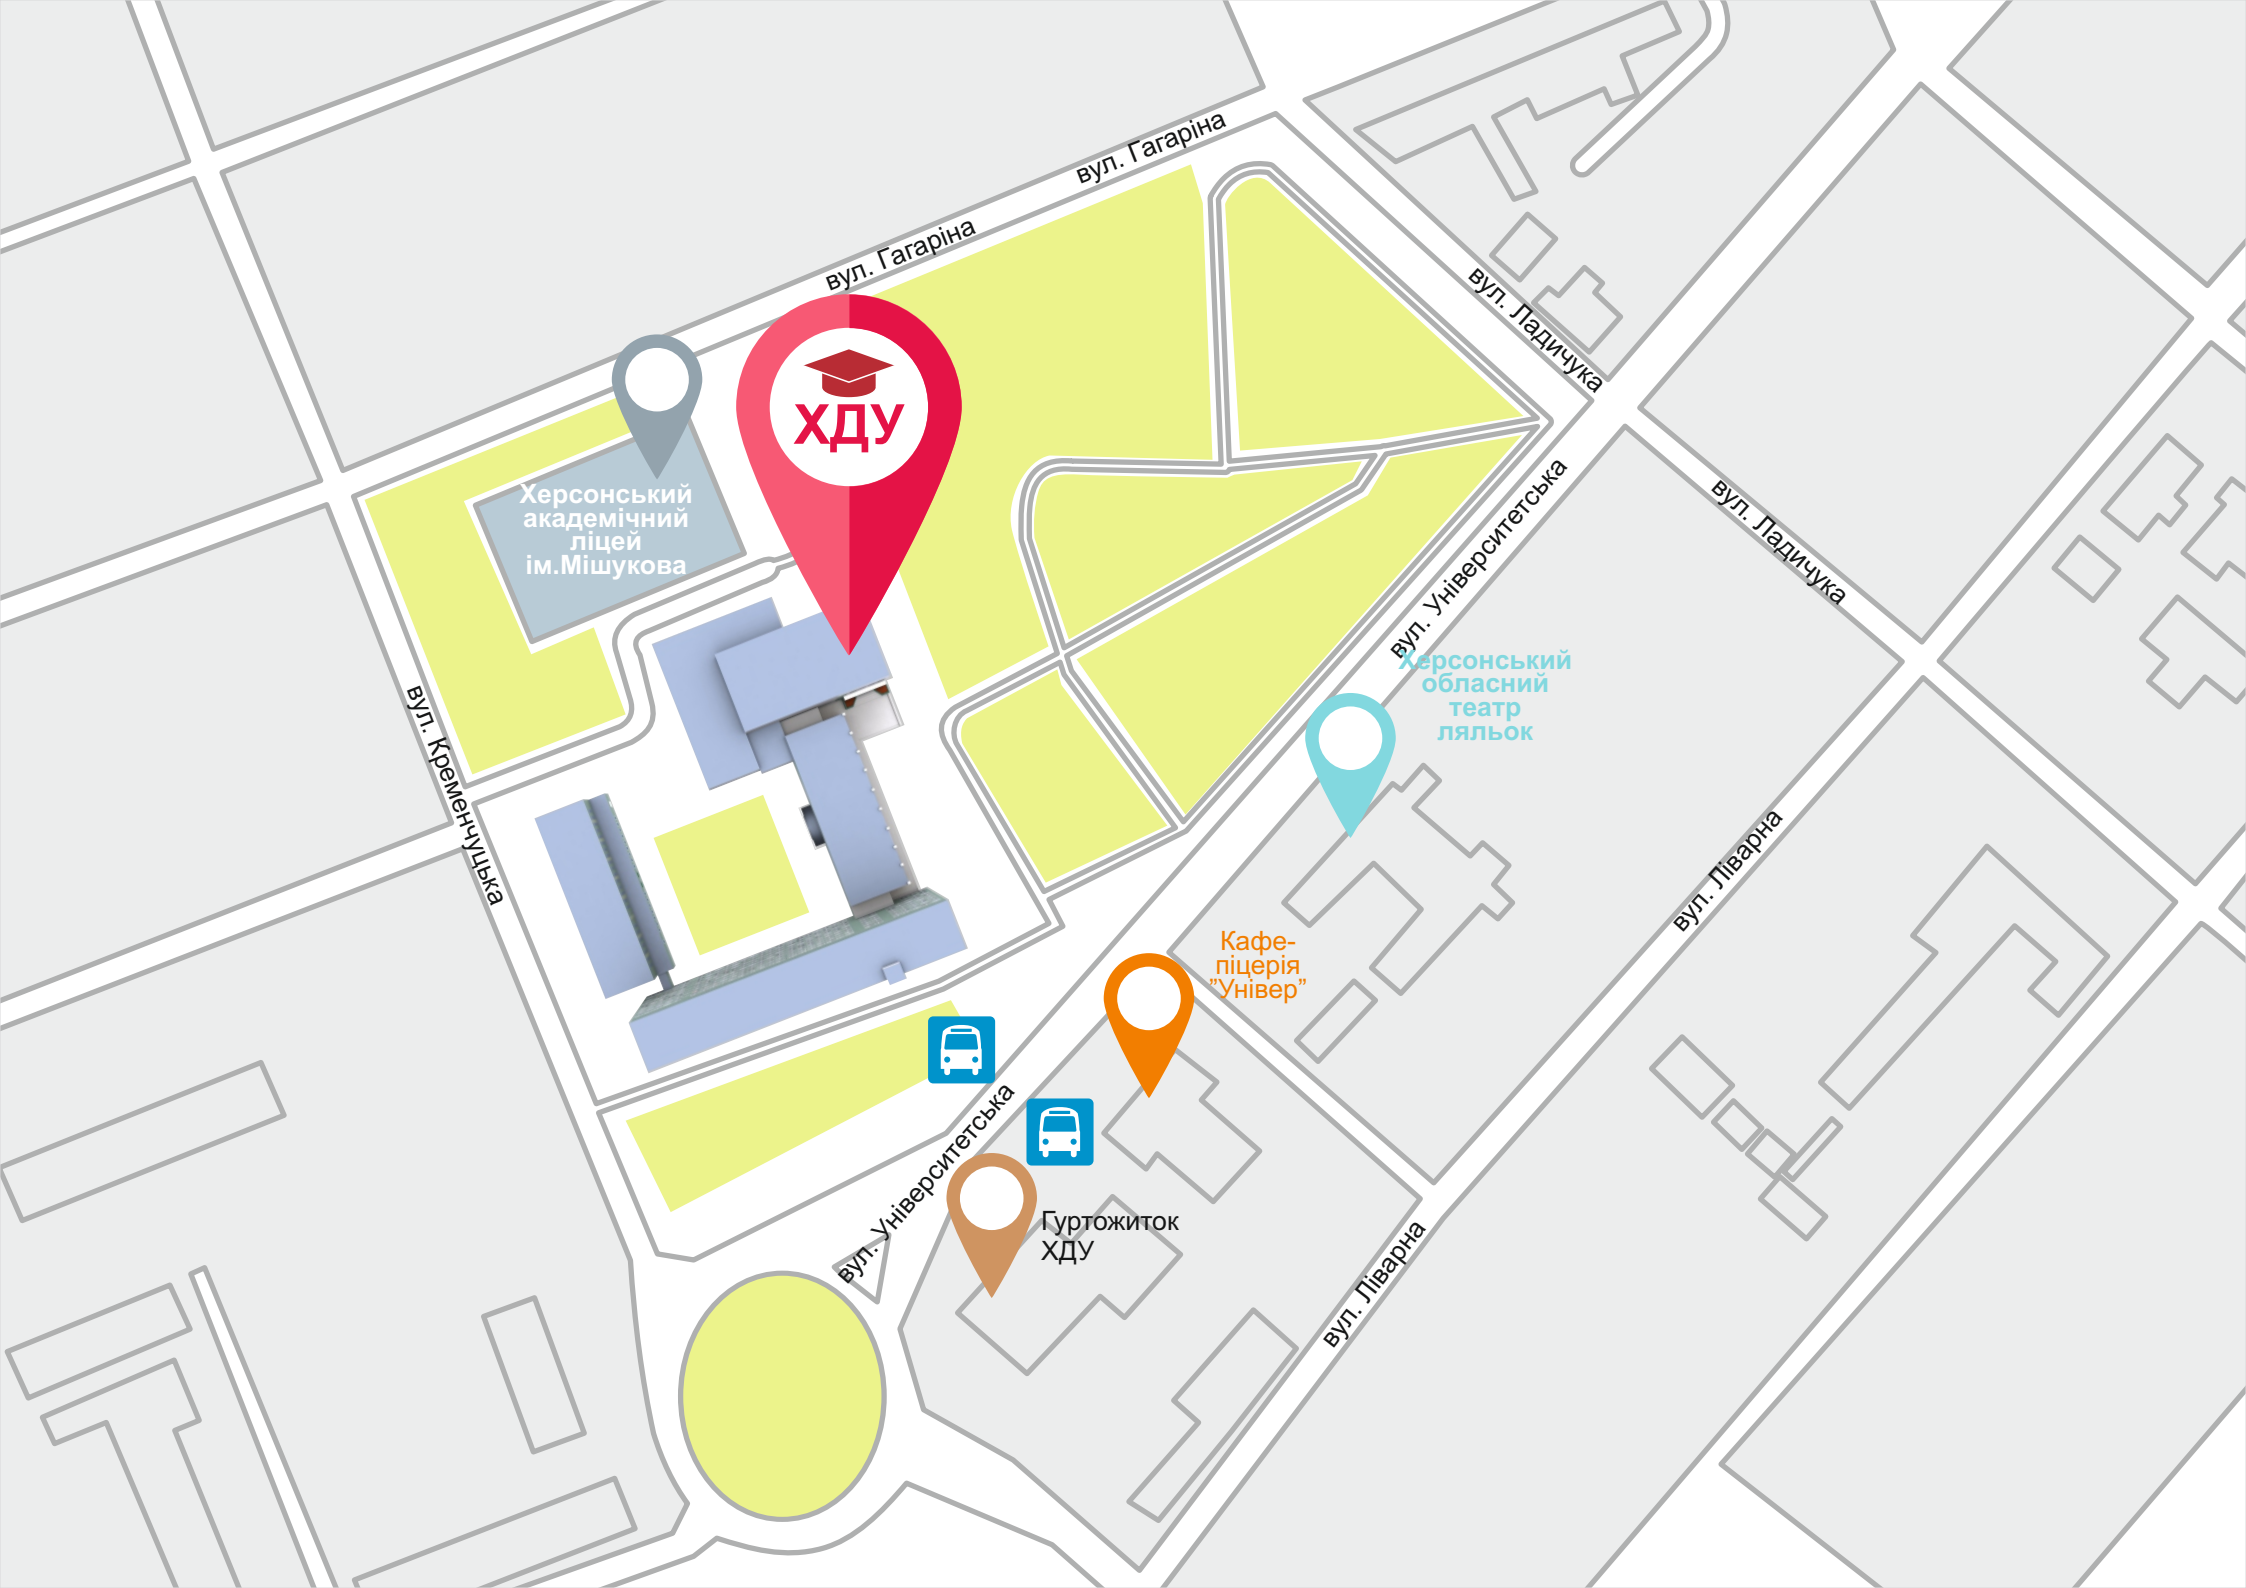 вул. Гагаріна
вул. Гагаріна
вул. Ладичука
ХДУ
Херсонський
академічний
ліцей
ім.Мішукова
вул. Університетська
вул. Ладичука
Херсонський
обласний
театр
ляльок
вул. Кременчуцька
вул. Ліварна
Кафе-
піцерія
”Універ”
вул. Університетська
Гуртожиток
ХДУ
вул. Ліварна